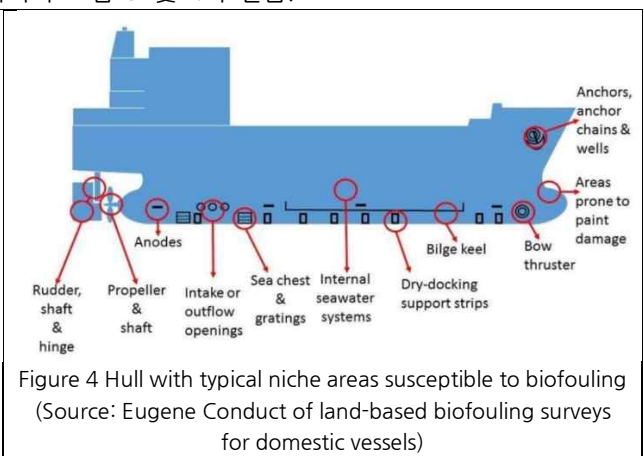 Anchors,
anchor
chains &
wells
Areas
prone to
paint
damage
Anodes
Bilge keel
Bow
thruster
Rudder,
shaft
&
hinge
Propeller
&
shaft
Intake or
outflow
openings
Sea chest
&
gratings
Internal
seawater
systems
Dry-docking
support strips
Figure 4 Hull with typical niche areas susceptible to biofouling
(Source: Eugene Conduct of land-based biofouling surveys
for domestic vessels)